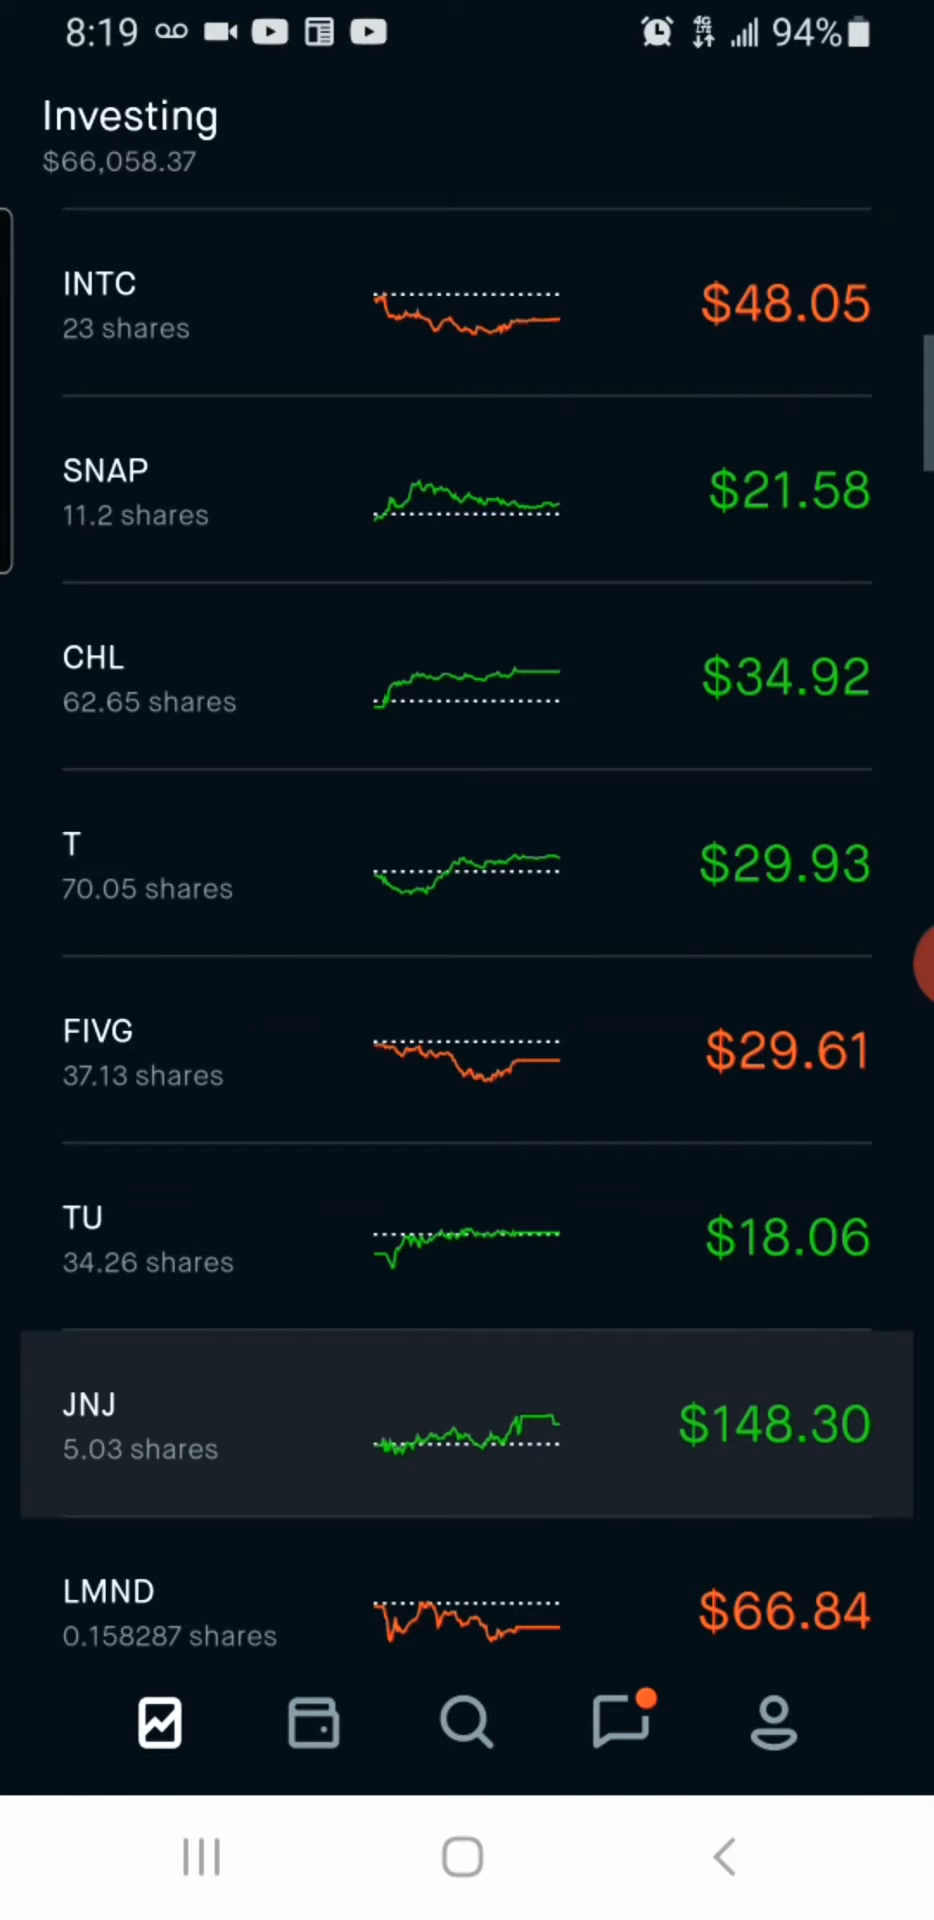 8:19
4G LTE 94%
Investing
$66,058.37
INTC
23 shares
$48.05
SNAP
11.2 shares
$21.58
CHL
62.65 shares
$34.92
T
70.05 shares
$29.93
FIVG
37.13 shares
$29.61
TU
34.26 shares
$18.06
JNJ
5.03 shares
$148.30
LMND
0.158287 shares
$66.84